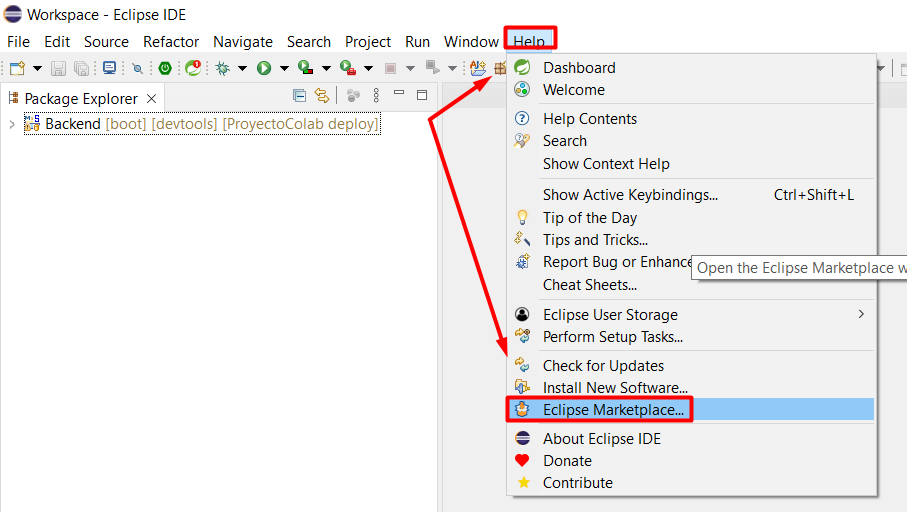 Workspace - Eclipse IDE
File Edit Source Refactor Navigate Search Project Run Window Help
Package Explorer
Backend [boot] [devtools] [ProyectoColab deploy]
Dashboard
Welcome
Help Contents
Search
Show Context Help
Show Active Keybindings... Ctrl+Shift+L
Tip of the Day
Tips and Tricks...
Report Bug or Enhance
Open the Eclipse Marketplace w
Cheat Sheets...
Eclipse User Storage
Perform Setup Tasks...
Check for Updates
Install New Software...
Eclipse Marketplace...
About Eclipse IDE
Donate
Contribute